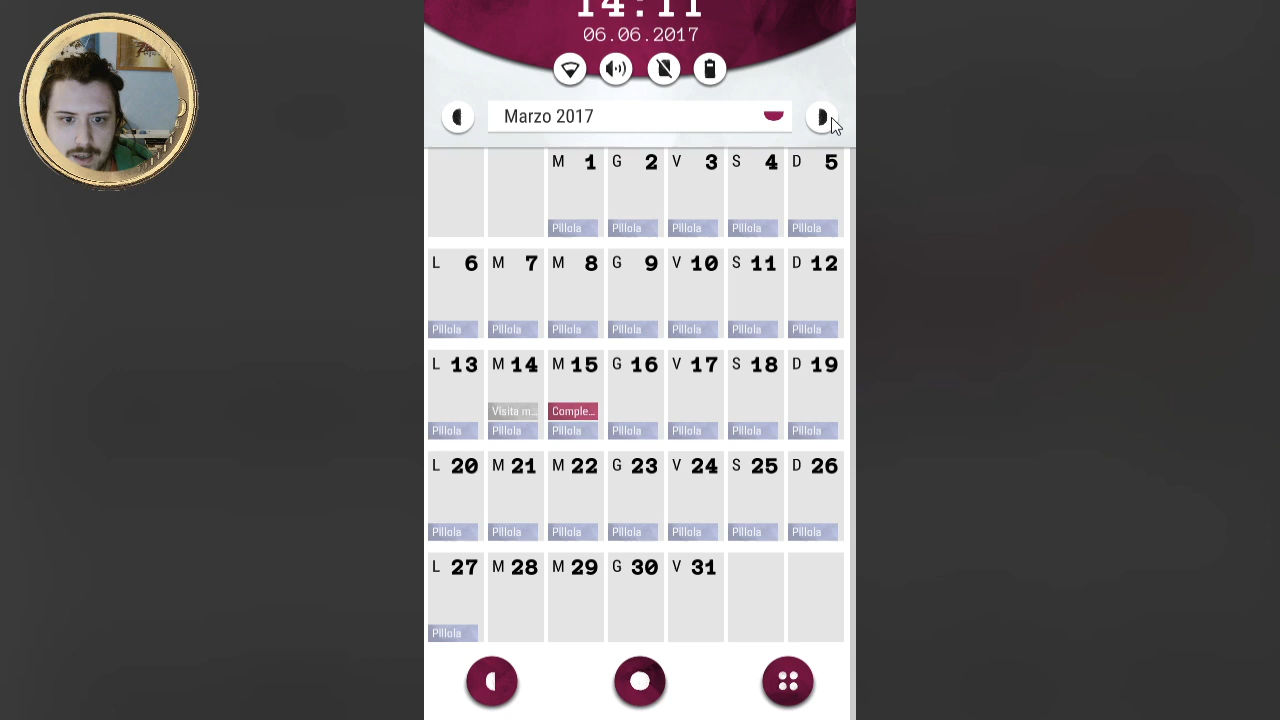 14:11
06.06.2017
Marzo 2017
M 1 G 2 V 3 S 4 D 5
Pillola Pillola Pillola Pillola Pillola
L 6 M 7 M 8 G 9 V 10 S 11 D 12
Pillola Pillola Pillola Pillola Pillola Pillola Pillola
L 13 M 14 M 15 G 16 V 17 S 18 D 19
Visita m... Comple...
Pillola Pillola Pillola Pillola Pillola Pillola Pillola
L 20 M 21 M 22 G 23 V 24 S 25 D 26
Pillola Pillola Pillola Pillola Pillola Pillola Pillola
L 27 M 28 M 29 G 30 V 31
Pillola